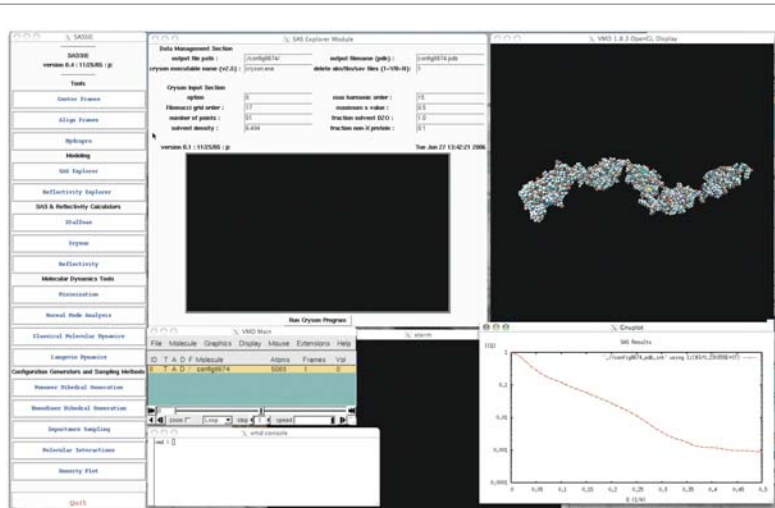 SASSIE
SASSIE
version 0.4 : 11/26/05 : jc
Tools
Center Frames
Align Frames
Hydropro
Modeling
SAS Explorer
Reflectivity Explorer
SAS & Reflectivity Calculators
Xtal2sas
Cryson
Reflectivity
Molecular Dynamics Tools
Minimization
Normal Mode Analysis
Classical Molecular Dynamics
Langevin Dynamics
Configuration Generators and Sampling Methods
Monomer Dihedral Generation
Homodimer Dihedral Generation
Importance Sampling
Molecular Interactions
Density Plot
Quit
SAS Explorer Module
Data Management Section
output file path : ./config6674/
output filename (pdb) : config6674.pdb
cryson executable name (v2.5) : cryson.exe
delete abs/flm/sav files (1=Y/0=N): 1
Cryson Input Section
option 0
max harmonic order : 15
Fibonacci grid order : 17
maximum s value : 0.5
number of points : 51
fraction solvent D2O : 1.0
solvent density :
fraction non-X protein : 0.1
version 0.1 : 11/26/05 : jc
Tue Jun 27 13:42:21 2006
Run Cryson Program
VMD 1.8.3 OpenGL Display
VMD Main
File Molecule Graphics Display Mouse Extensions Help
ID T A D F Molecule Atoms Frames Vol
0 T A D F config6674 1 0
zoom Loop step 1 speed
vmd console
vmd >
xterm
Gnuplot
SAS Results
I(Q)
1
0.1
0.01
0.001
0.0001
0 0.05 0.1 0.15 0.2 0.25 0.3 0.35 0.4 0.45 0.5
Q (1/A)